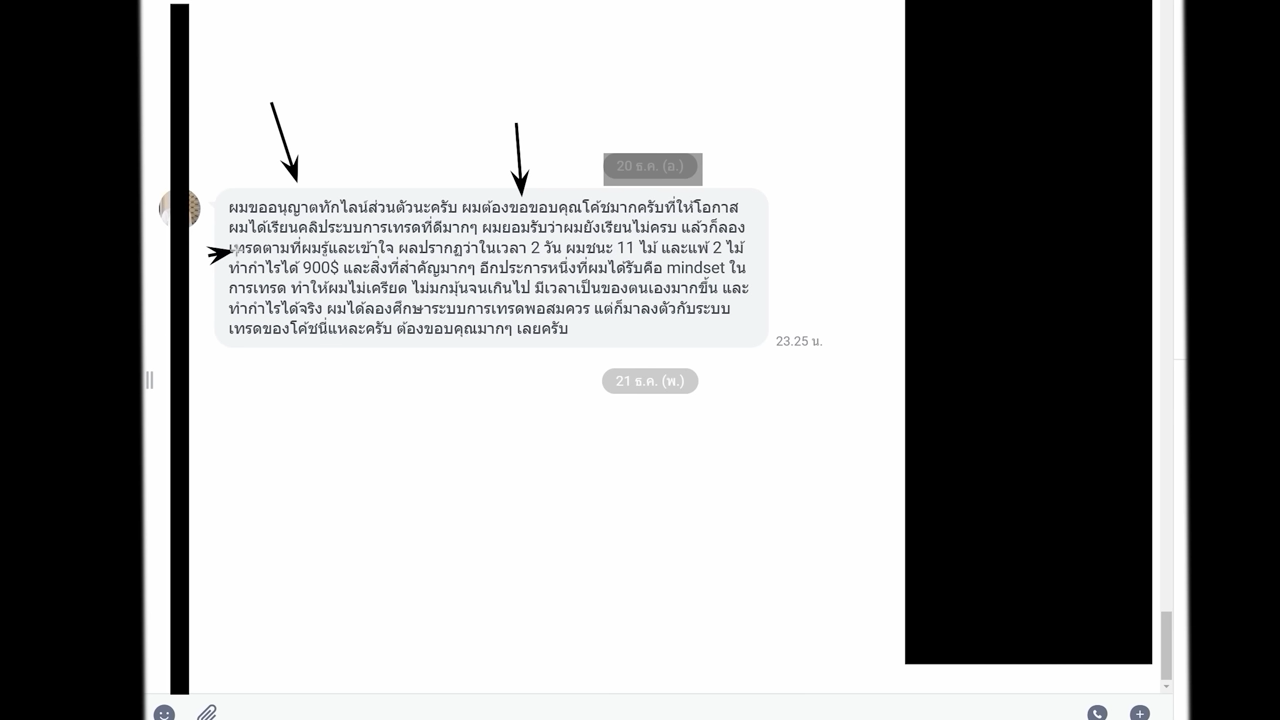 20 ธ.ค. (อ.)
ผมขออนุญาตทักไลน์ส่วนตัวนะครับ ผมต้องขอขอบคุณโค้ชมากครับที่ให้โอกาส
ผมได้เรียนคลิประบบการเทรดที่ดีมากๆ ผมยอมรับว่าผมยังเรียนไม่ครบ แล้วก็ลอง
เทรดตามที่ผมรู้และเข้าใจ ผลปรากฏว่าในเวลา 2 วัน ผมชนะ 11 ไม้ และแพ้ 2 ไม้
ทำกำไรได้ 900$ และสิ่งที่สำคัญมากๆ อีกประการหนึ่งที่ผมได้รับคือ mindset ใน
การเทรด ทำให้ผมไม่เครียด ไม่มกมุ้นจนเกินไป มีเวลาเป็นของตนเองมากขึ้น และ
ทำกำไรได้จริง ผมได้ลองศึกษาระบบการเทรดพอสมควร แต่ก็มาลงตัวกับระบบ
เทรดของโค้ชนี่แหละครับ ต้องขอบคุณมากๆ เลยครับ
23.25 น.
21 ธ.ค. (พ.)